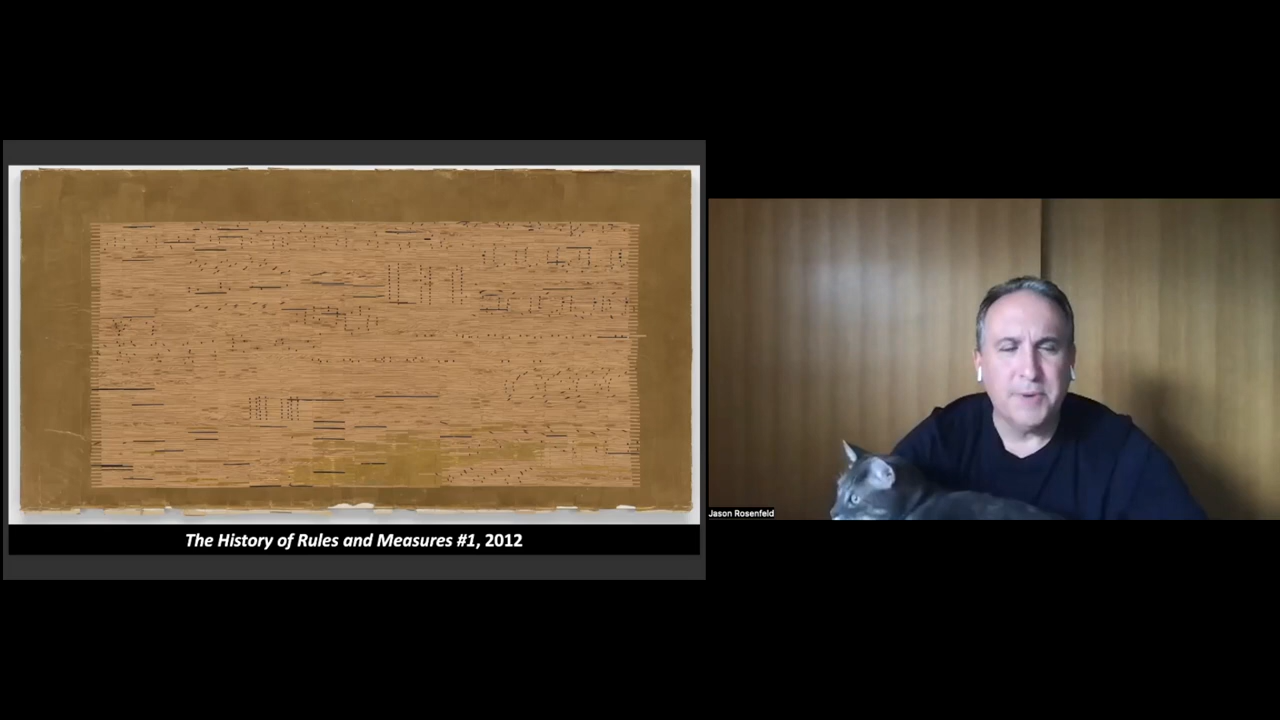 The History of Rules and Measures #1, 2012
Jason Rosenfeld